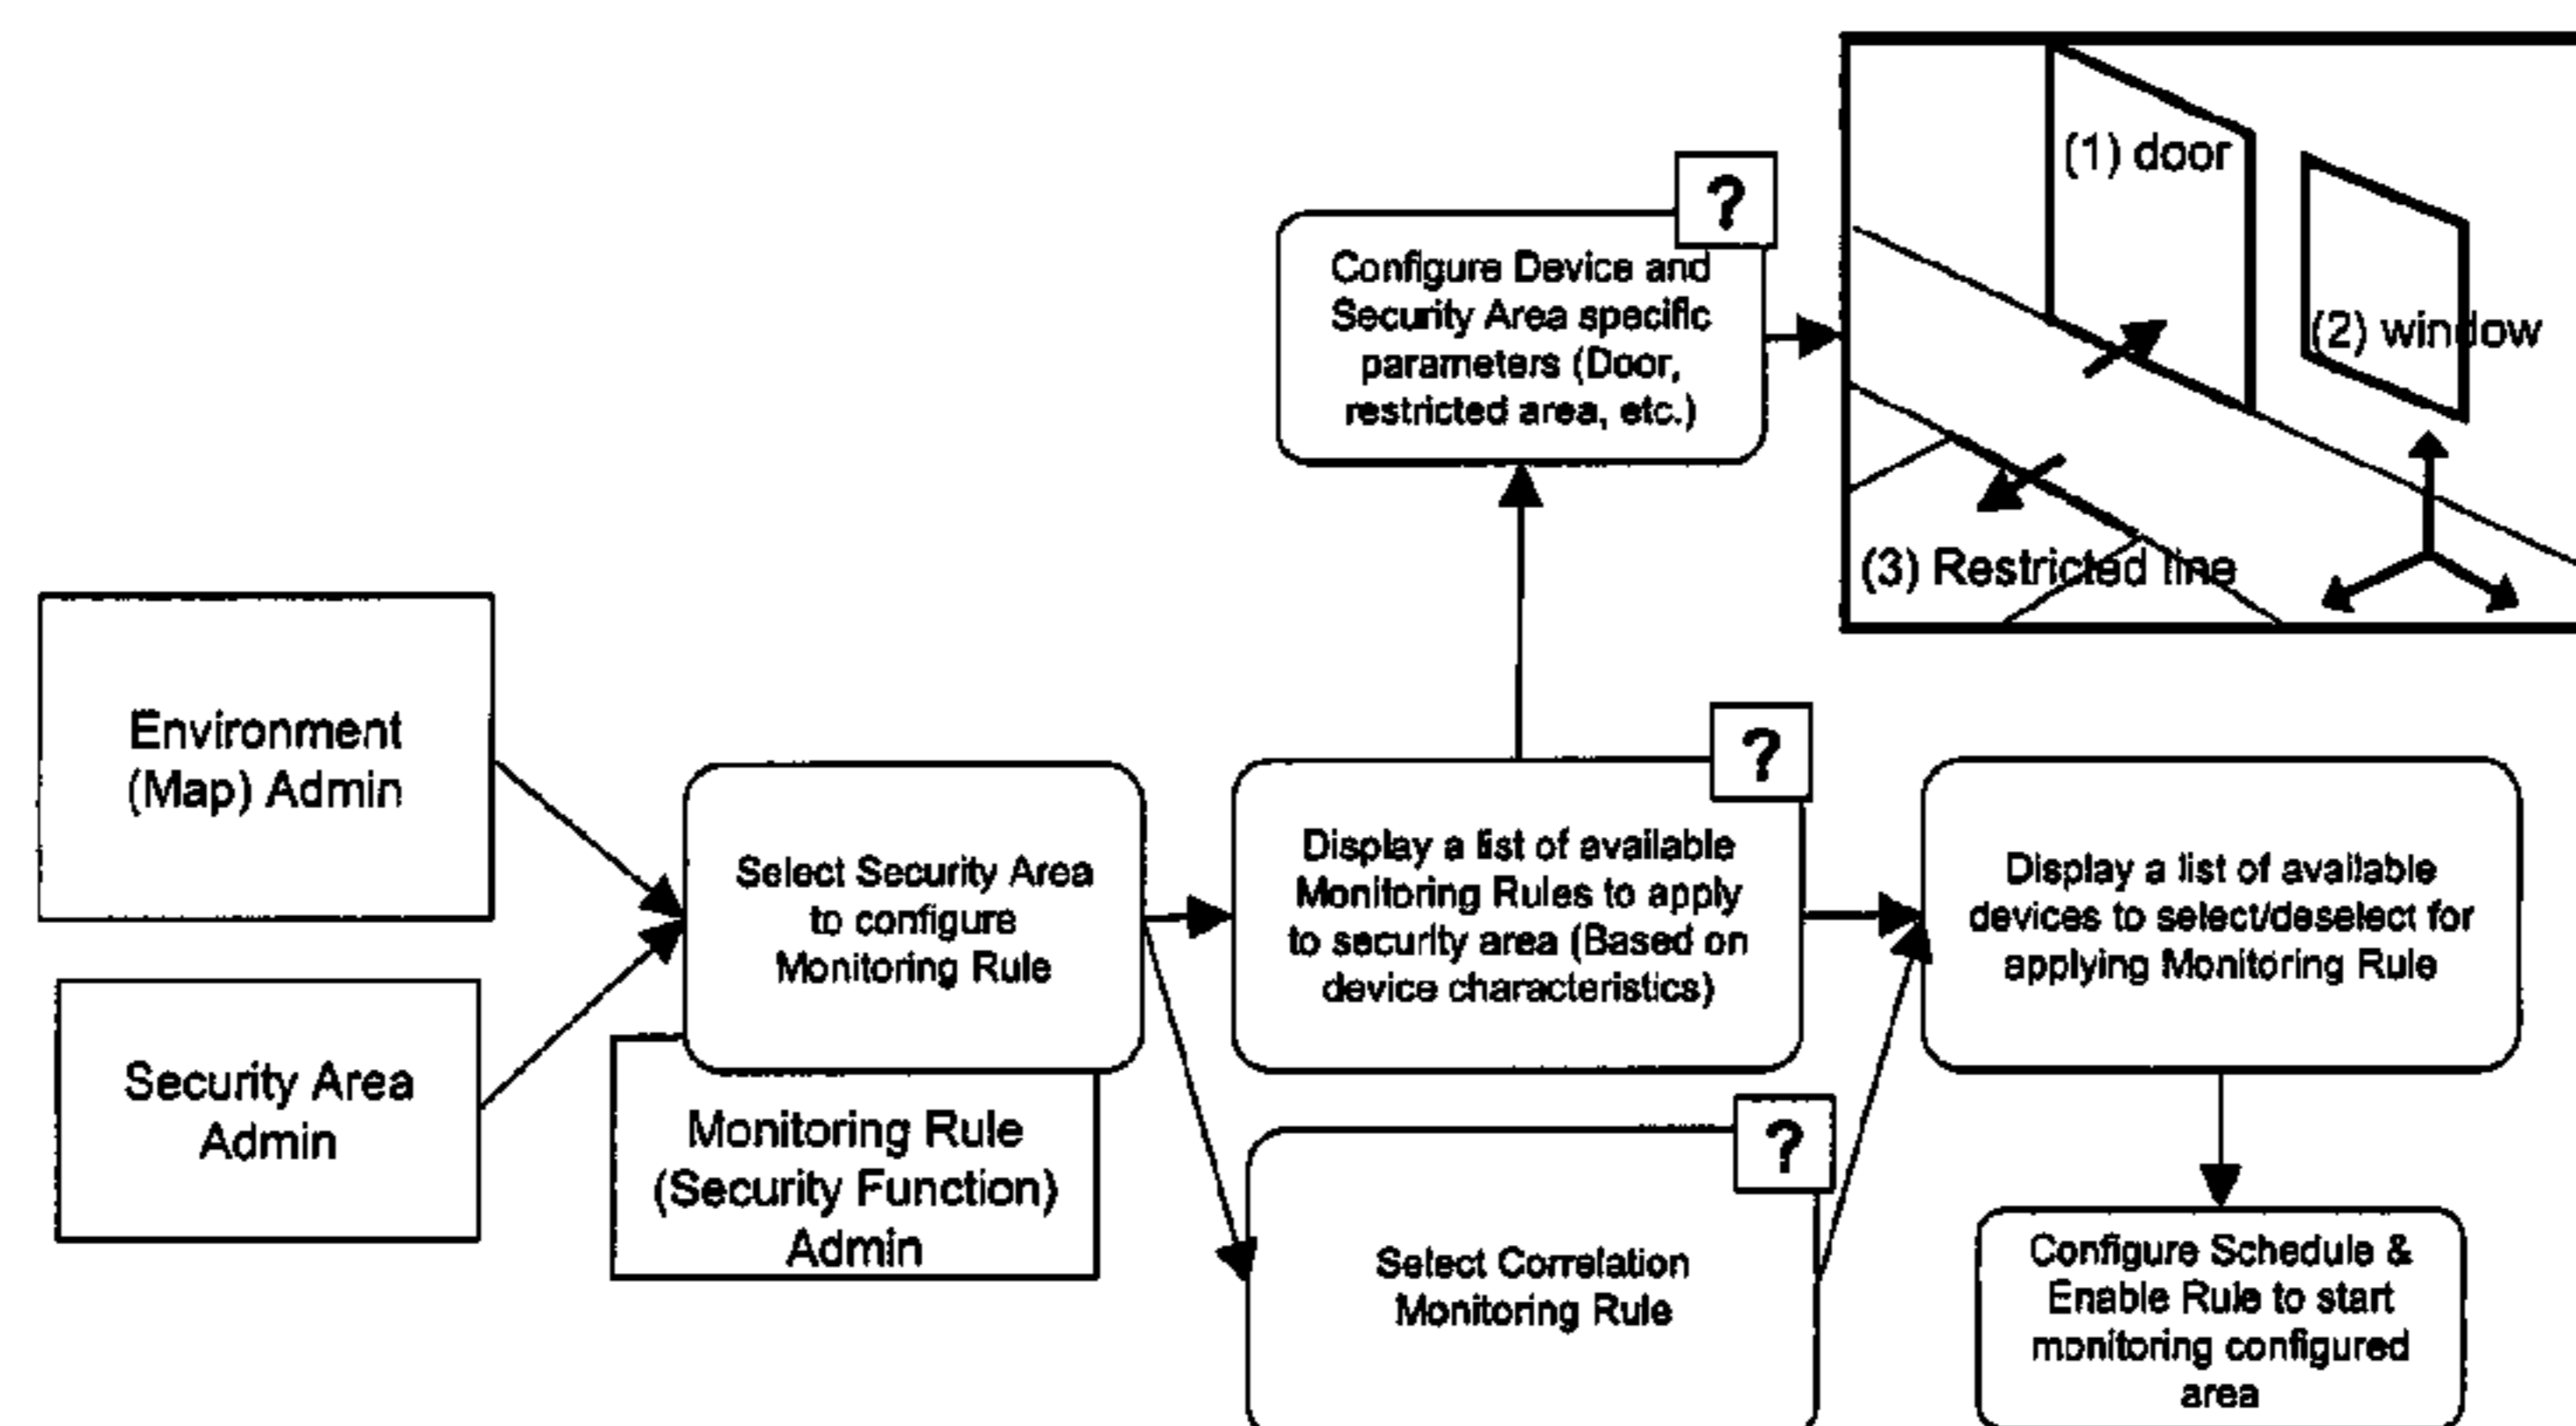 (1) door
?
Configure Device and
Security Area specific
parameters (Door,
restricted area, etc.)
(2) window
(3) Restricted line
Environment
(Map) Admin
Security Area
Admin
Select Security Area
to configure
Monitoring Rule
Monitoring Rule
(Security Function)
Admin
?
Display a list of available
Monitoring Rules to apply
to security area (Based on
device characteristics)
?
Select Correlation
Monitoring Rule
Display a list of available
devices to select/deselect for
applying Monitoring Rule
Configure Schedule &
Enable Rule to start
monitoring configured
area